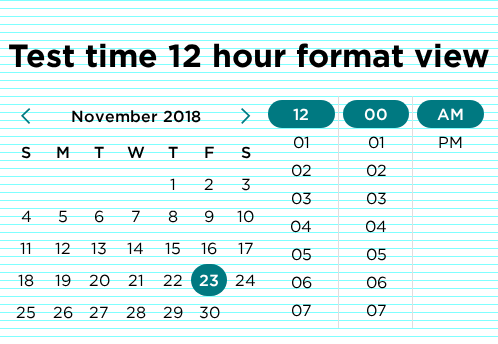 Test time 12 hour format view
November 2018
S M T W T F S
1 2 3
4 5 6 7 8 9 10
11 12 13 14 15 16 17
18 19 20 21 22 23 24
25 26 27 28 29 30
12 00 AM
01 01 PM
02 02
03 03
04 04
05 05
06 06
07 07